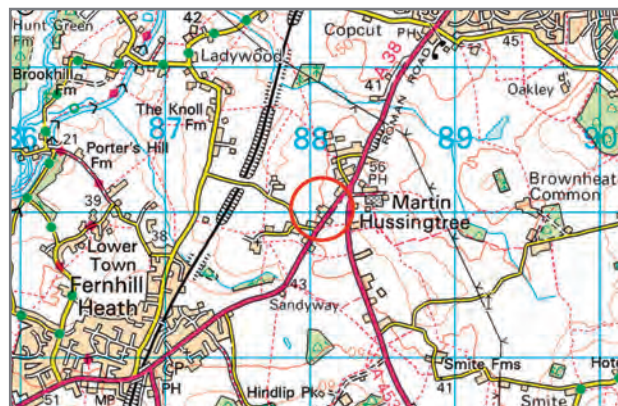 Hunt Green
Fm
42
Copcut
PH
A 38
ROMAN ROAD
45
Ladywood
Brookhill
Fm
41
Oakley
The Knoll
Fm
86
87
88
89
90
21
Porter's Hill
Fm
56
PH
Brownheath
Common
39
Martin
Hussingtree
Lower
Town
38
Fernhill
Heath
43
Sandyway
Smite Fms
CP
PH
41
51
MP
Hindlip Pk
Smite